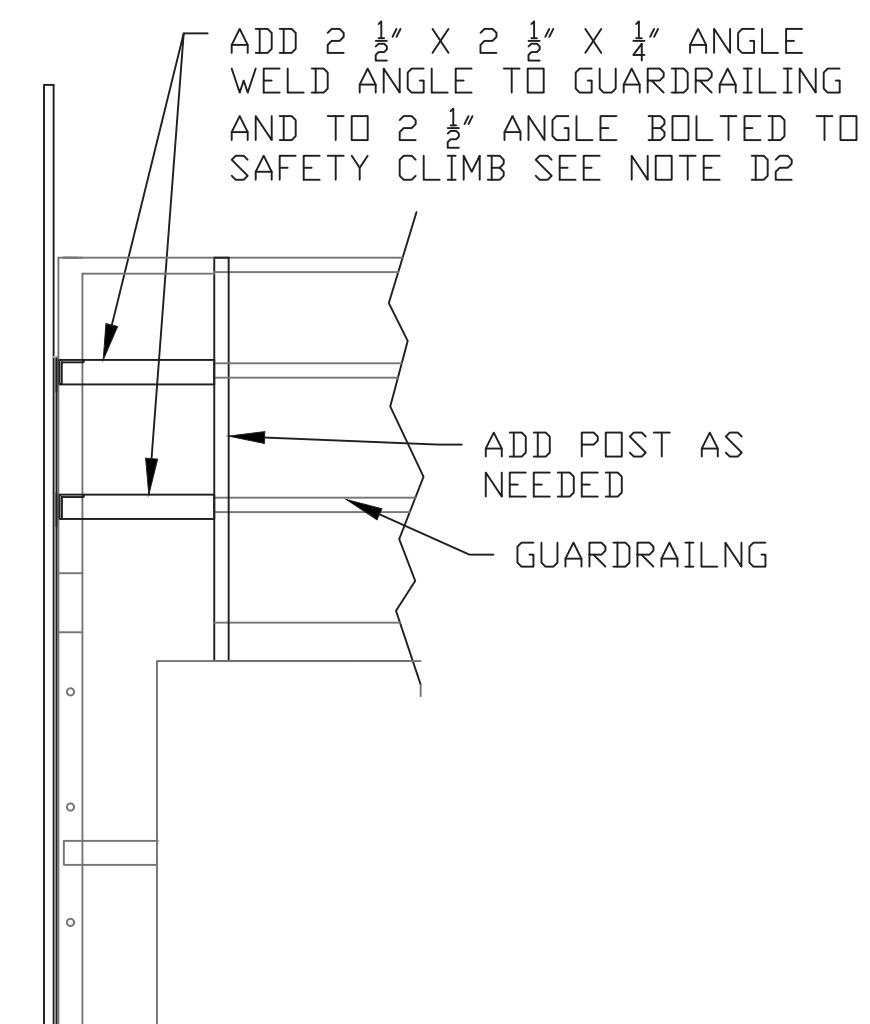 ADD 2 ½" X 2 ½" X ¼" ANGLE
WELD ANGLE TO GUARDRAILING
AND TO 2 ½" ANGLE BOLTED TO
SAFETY CLIMB SEE NOTE D2
ADD POST AS
NEEDED
GUARDRAILNG